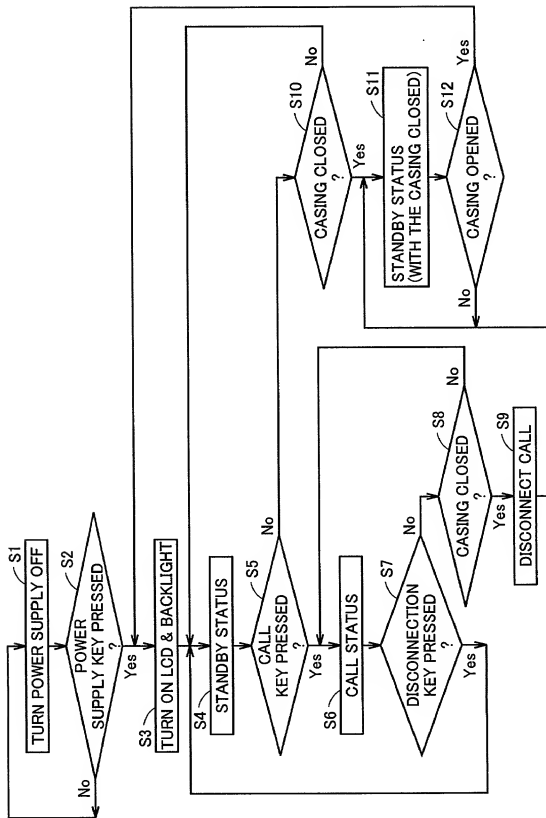 S1
TURN POWER SUPPLY OFF
S2
POWER
SUPPLY KEY PRESSED
?
No
Yes
S3
TURN ON LCD & BACKLIGHT
S4
STANDBY STATUS
S5
CALL
KEY PRESSED
?
No
Yes
S6
CALL STATUS
S7
DISCONNECTION
KEY PRESSED
?
No
Yes
S8
CASING CLOSED
?
No
Yes
S9
DISCONNECT CALL
S10
CASING CLOSED
?
No
Yes
S11
STANDBY STATUS
(WITH THE CASING CLOSED)
S12
CASING OPENED
?
Yes
No